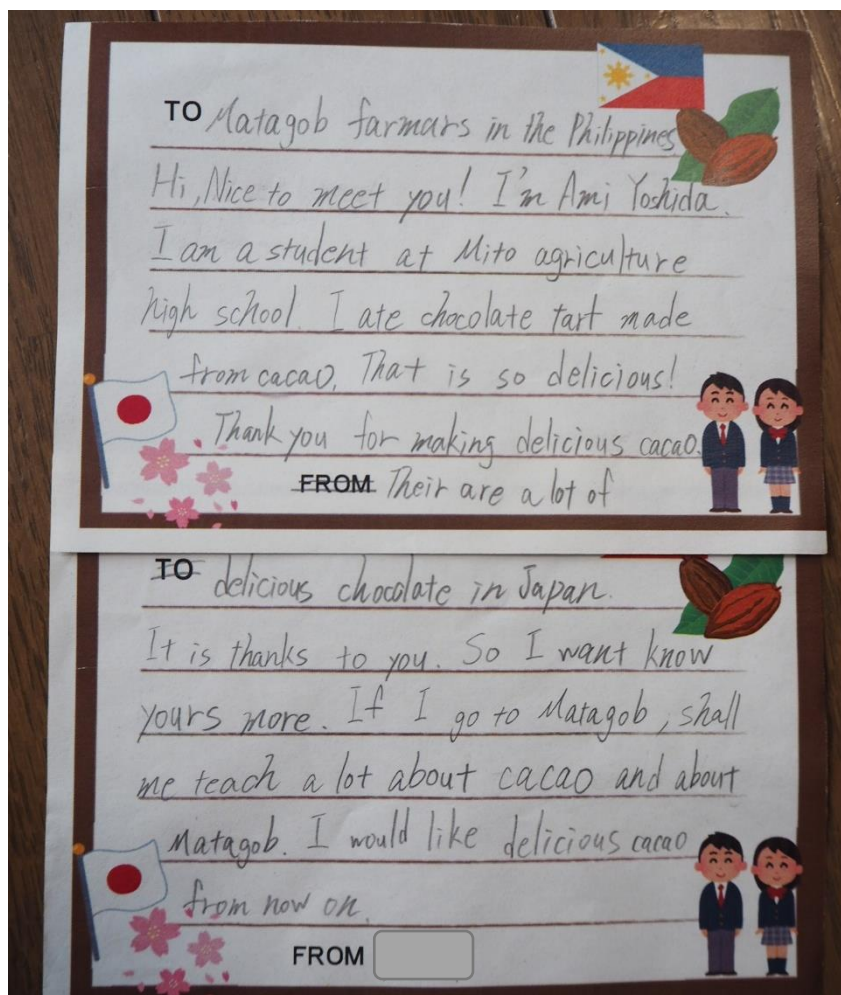 TO Matagob farmars in the Philippines
Hi, Nice to meet you! I'm Ami Yoshida.
I am a student at Mito agriculture
high school. I ate chocolate tart made
from cacao. That is so delicious!
Thank you for making delicious cacao.
FROM Their are a lot of
TO delicious chocolate in Japan.
It is thanks to you. So I want know
yours more. If I go to Matagob, shall
me teach a lot about cacao and about
Matagob. I would like delicious cacao
from now on.
FROM